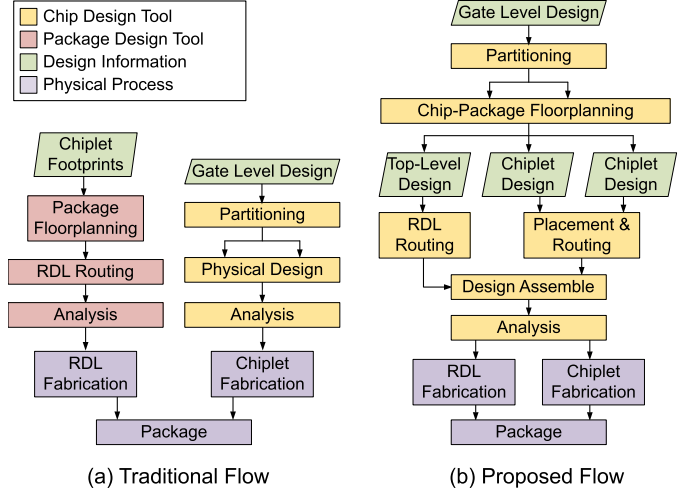 Chip Design Tool
Package Design Tool
Design Information
Physical Process
Chiplet
Footprints
Package
Floorplanning
RDL Routing
Analysis
RDL
Fabrication
Gate Level Design
Partitioning
Physical Design
Analysis
Chiplet
Fabrication
Package
(a) Traditional Flow
Gate Level Design
Partitioning
Chip-Package Floorplanning
Top-Level
Design
Chiplet
Design
Chiplet
Design
RDL
Routing
Placement &
Routing
Design Assemble
Analysis
RDL
Fabrication
Chiplet
Fabrication
Package
(b) Proposed Flow